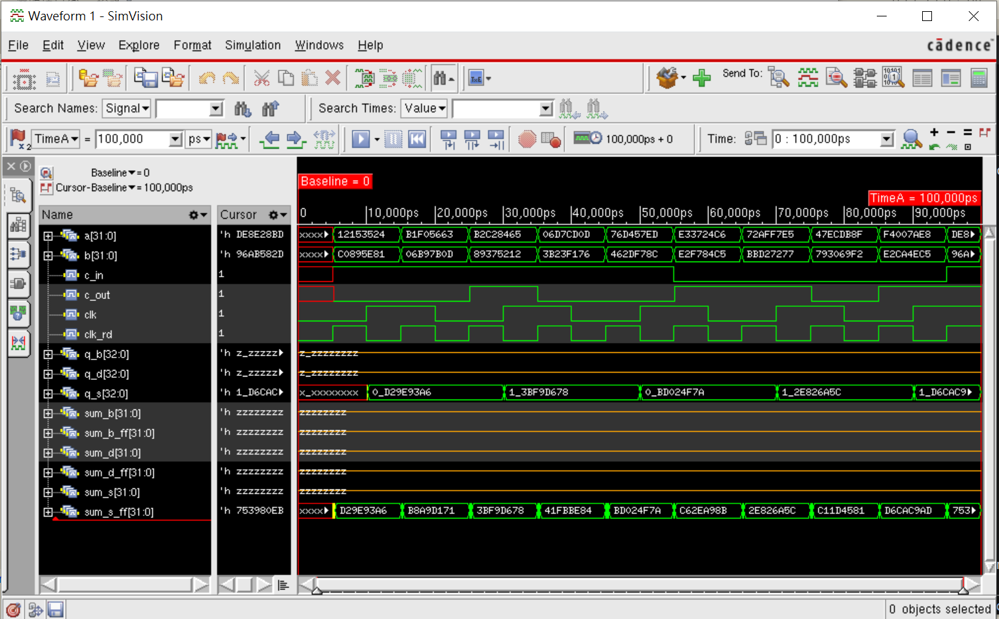 Waveform 1 - SimVision
File Edit View Explore Format Simulation Windows Help
cādence
Send To:
Search Names: Signal Search Times: Value
x2 TimeA = 100,000 ps 100,000ps + 0 Time: 0 : 100,000ps
Baseline = 0
Cursor-Baseline = 100,000ps
Baseline = 0
TimeA = 100,000ps
Name Cursor 0 10,000ps 20,000ps 30,000ps 40,000ps 50,000ps 60,000ps 70,000ps 80,000ps 90,000ps
a[31:0] 'h DE8E28BD xxxx 12153524 B1F05663 B2C28465 06D7CD0D 76D457ED E33724C6 72AFF7E5 47ECDB8F F4007AE8 DE8
b[31:0] 'h 96AB582D xxxx C0895E81 06B97B0D 89375212 3B23F176 462DF78C E2F784C5 BBD27277 793069F2 E2CA4EC5 96A
c_in 1
c_out 1
clk 1
clk_rd 1
q_b[32:0] 'h z_zzzzz z_zzzzzzzz
q_d[32:0] 'h z_zzzzz z_zzzzzzzz
q_s[32:0] 'h 1_D6CAC x_xxxxxxxx 0_D29E93A6 1_3BF9D678 0_BD024F7A 1_2E826A5C 1_D6CAC9
sum_b[31:0] 'h zzzzzzzz zzzzzzzz
sum_b_ff[31:0] 'h zzzzzzzz zzzzzzzz
sum_d[31:0] 'h zzzzzzzz zzzzzzzz
sum_d_ff[31:0] 'h zzzzzzzz zzzzzzzz
sum_s[31:0] 'h zzzzzzzz zzzzzzzz
sum_s_ff[31:0] 'h 753980EB xxxx D29E93A6 B8A9D171 3BF9D678 41FBBE84 BD024F7A C62EA98B 2E826A5C C11D4581 D6CAC9AD 753
0 objects selected